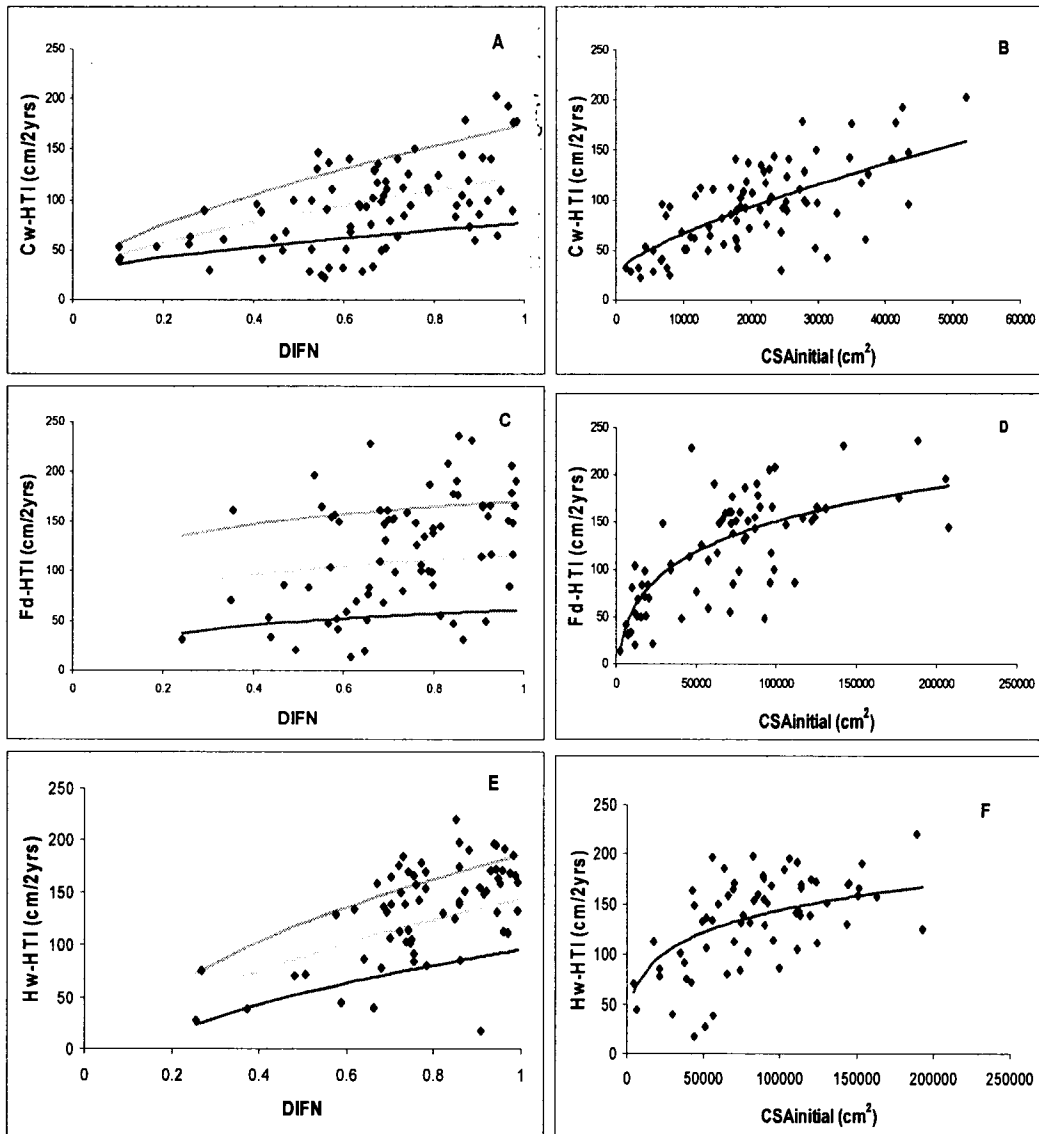 A
Cw-HTI (cm/2yrs)
250
200
150
100
50
0
0 0.2 0.4 0.6 0.8 1
DIFN
B
Cw-HTI (cm/2yrs)
250
200
150
100
50
0
0 10000 20000 30000 40000 50000 60000
CSAinitial (cm²)
C
Fd-HTI (cm/2yrs)
250
200
150
100
50
0
0 0.2 0.4 0.6 0.8 1
DIFN
D
Fd-HTI (cm/2yrs)
250
200
150
100
50
0
0 50000 100000 150000 200000 250000
CSAinitial (cm²)
E
Hw-HTI (cm/2yrs)
250
200
150
100
50
0
0 0.2 0.4 0.6 0.8 1
DIFN
F
Hw-HTI (cm/2yrs)
250
200
150
100
50
0
0 50000 100000 150000 200000 250000
CSAinitial (cm²)